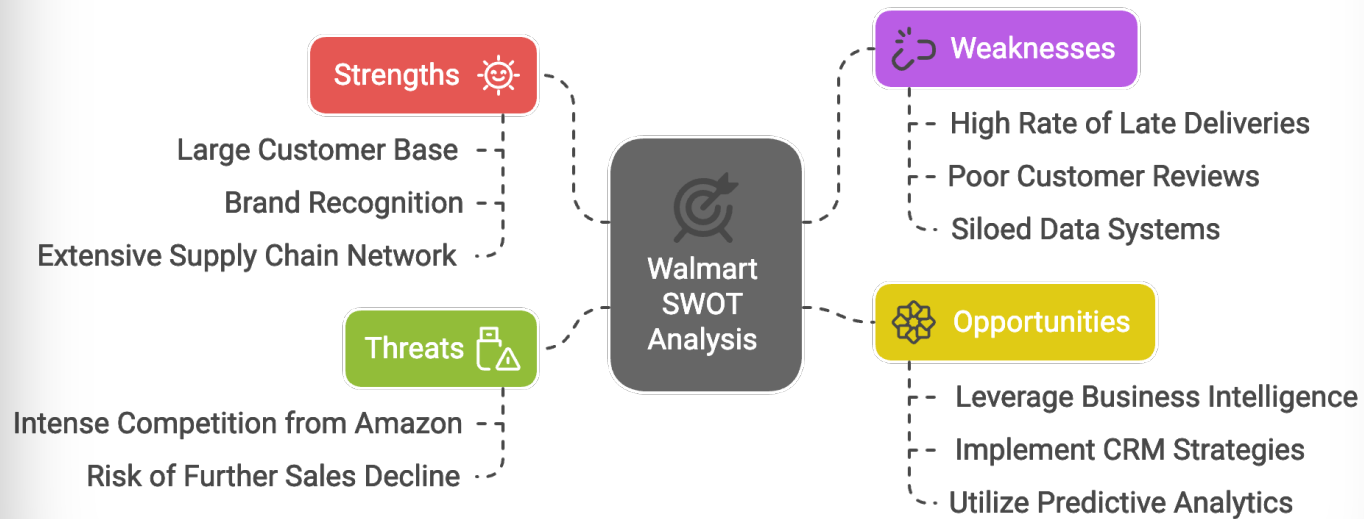 Strengths
Large Customer Base
Brand Recognition
Extensive Supply Chain Network
Threats
Intense Competition from Amazon
Risk of Further Sales Decline
Walmart
SWOT
Analysis
Weaknesses
High Rate of Late Deliveries
Poor Customer Reviews
Siloed Data Systems
Opportunities
Leverage Business Intelligence
Implement CRM Strategies
Utilize Predictive Analytics